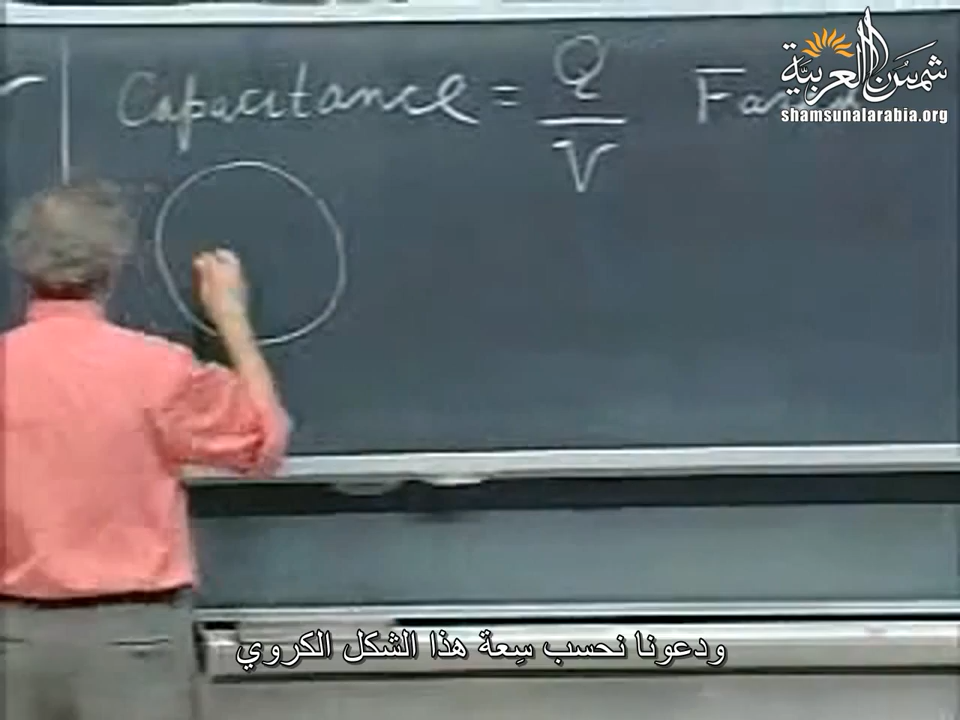 شمس العربية
shamsunalarabia.org
Capacitance = Q / V
ودعونا نحسب سِعة هذا الشكل الكروي